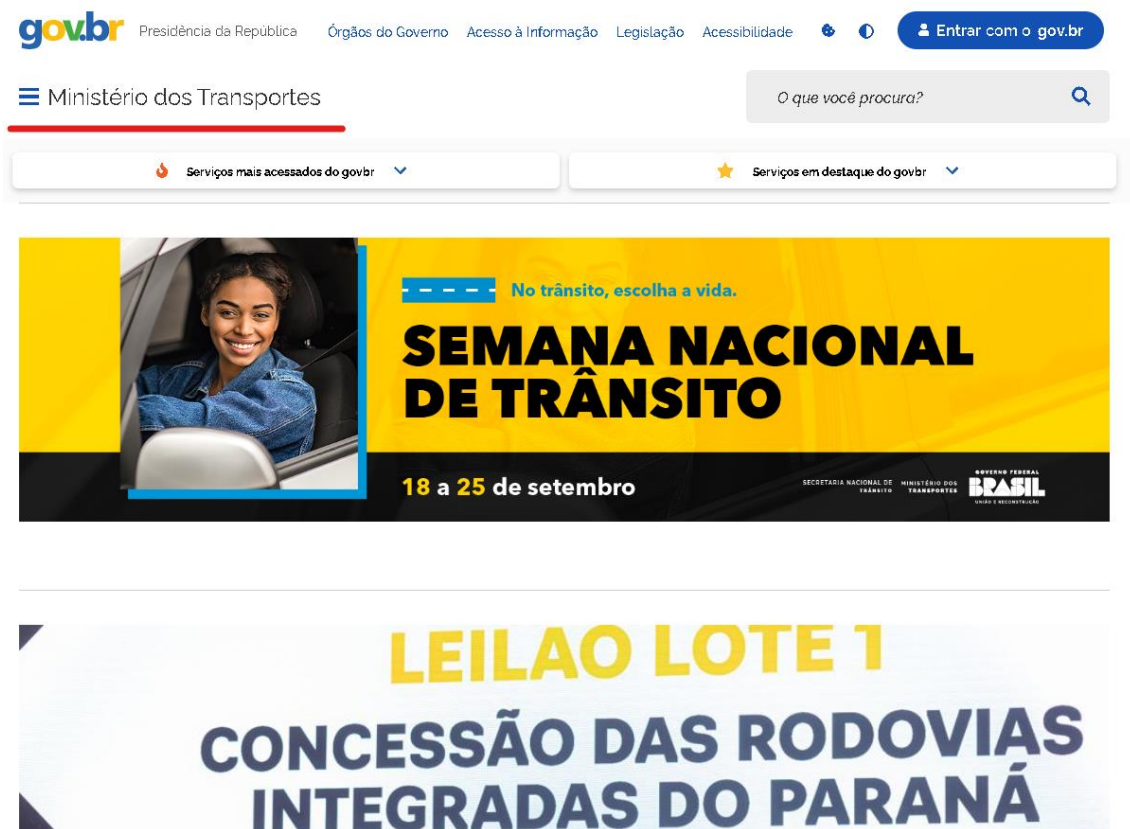 gov.br Presidência da República Órgãos do Governo Acesso à Informação Legislação Acessibilidade Entrar com o gov.br
Ministério dos Transportes O que você procura?
Serviços mais acessados do govbr Serviços em destaque do govbr
No trânsito, escolha a vida.
SEMANA NACIONAL
DE TRÂNSITO
18 a 25 de setembro
SECRETARIA NACIONAL DE
TRÂNSITO
MINISTÉRIO DOS
TRANSPORTES
GOVERNO FEDERAL
BRASIL
UNIÃO E RECONSTRUÇÃO
LEILAO LOTE 1
CONCESSÃO DAS RODOVIAS
INTEGRADAS DO PARANÁ